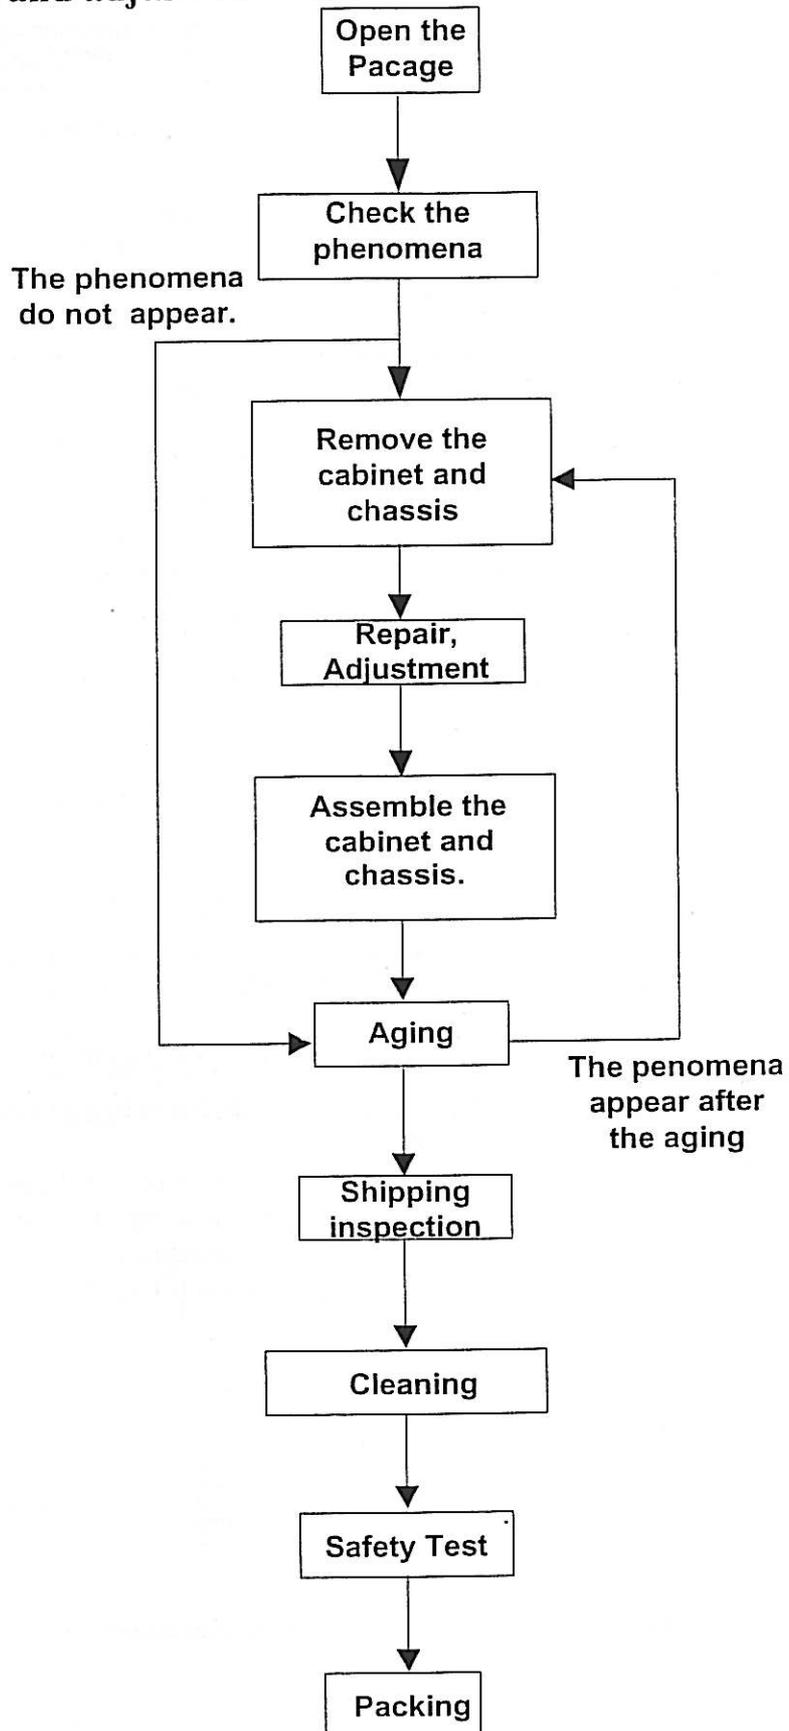 Open the
Pacage
Check the
phenomena
The phenomena
do not appear.
Remove the
cabinet and
chassis
Repair,
Adjustment
Assemble the
cabinet and
chassis.
Aging
The penomena
appear after
the aging
Shipping
inspection
Cleaning
Safety Test
Packing